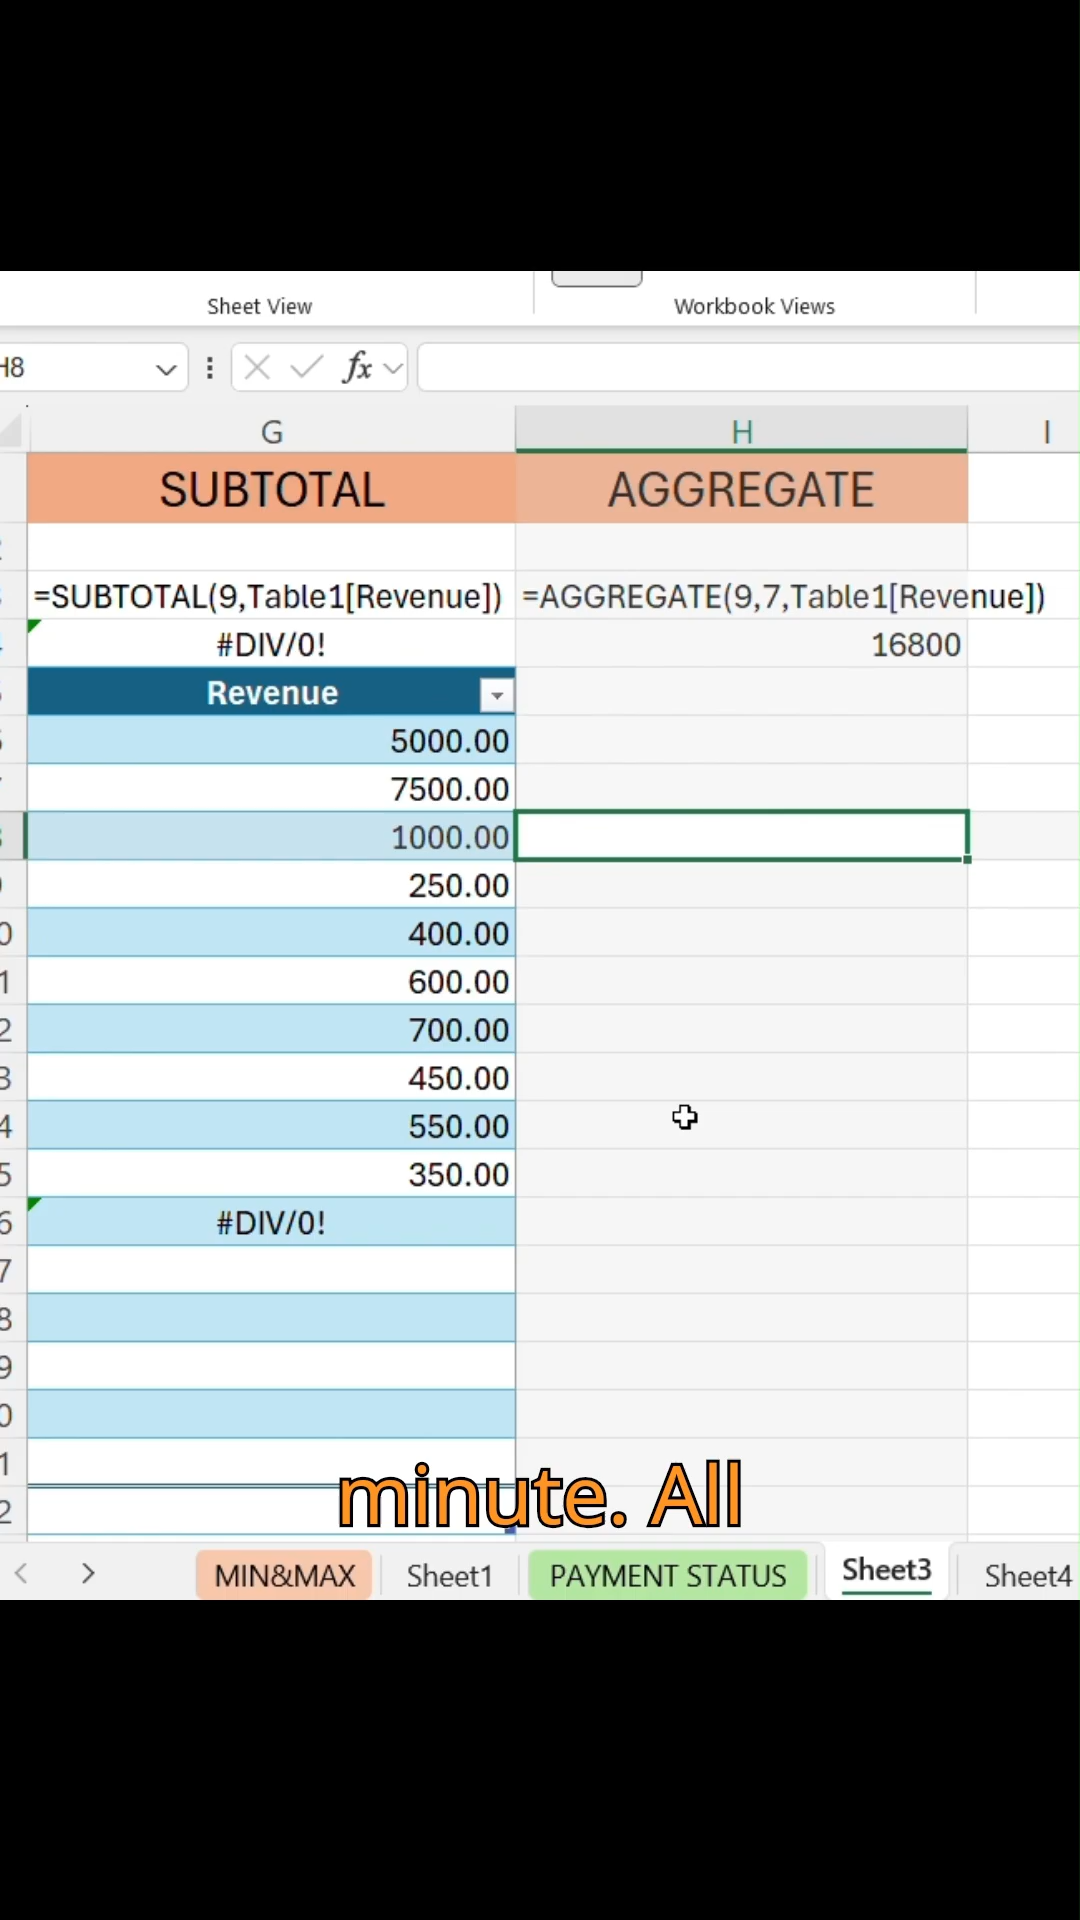 Sheet View
Workbook Views
H8
fx
G
H
I
SUBTOTAL
AGGREGATE
=SUBTOTAL(9,Table1[Revenue])
=AGGREGATE(9,7,Table1[Revenue])
#DIV/0!
16800
Revenue
5000.00
7500.00
1000.00
250.00
400.00
600.00
700.00
450.00
550.00
350.00
#DIV/0!
minute. All
MIN&MAX
Sheet1
PAYMENT STATUS
Sheet3
Sheet4